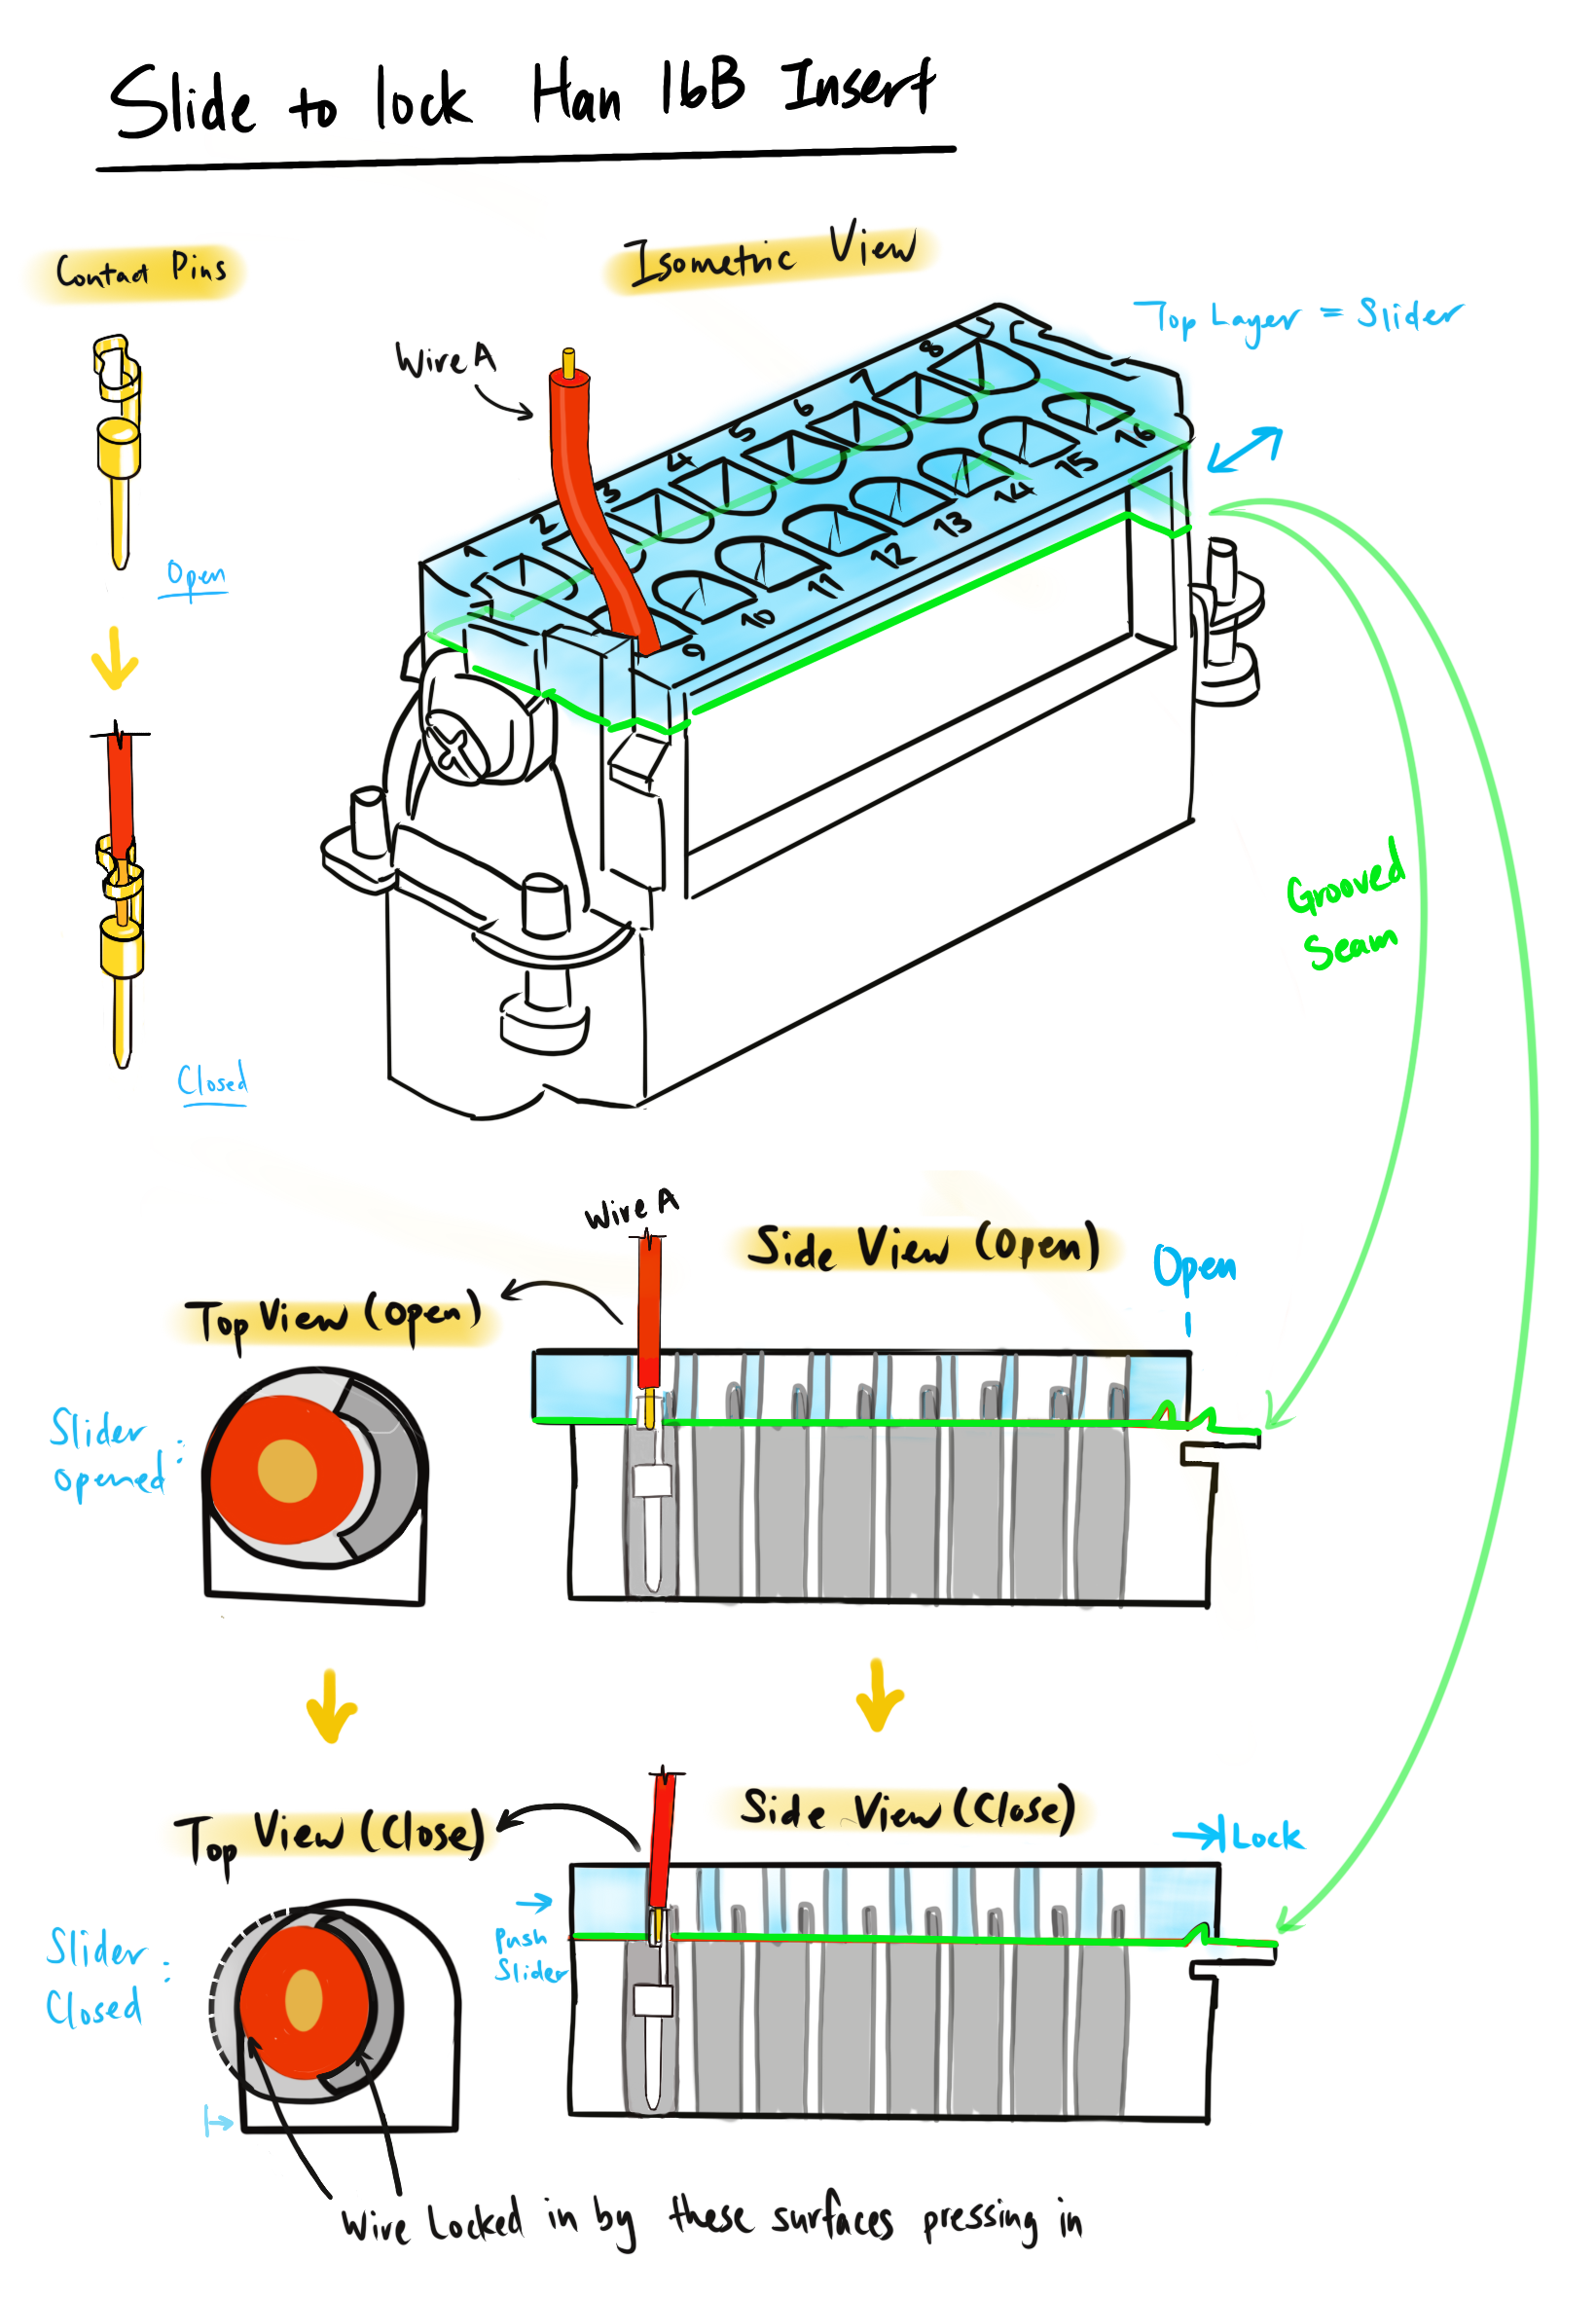 Slide to lock Han 16B Insert
Contact Pins
Isometric View
Top Layer = Slider
Wire A
1
2
3
4
5
6
7
8
9
10
11
12
13
14
15
16
Open
Closed
Grooved
Seam
Wire A
Side View (Open)
Open
Top View (Open)
Slider
Opened :
Side View (Close)
Lock
Top View (Close)
Push
Slider
Slider :
Closed
Wire Locked in by these surfaces pressing in